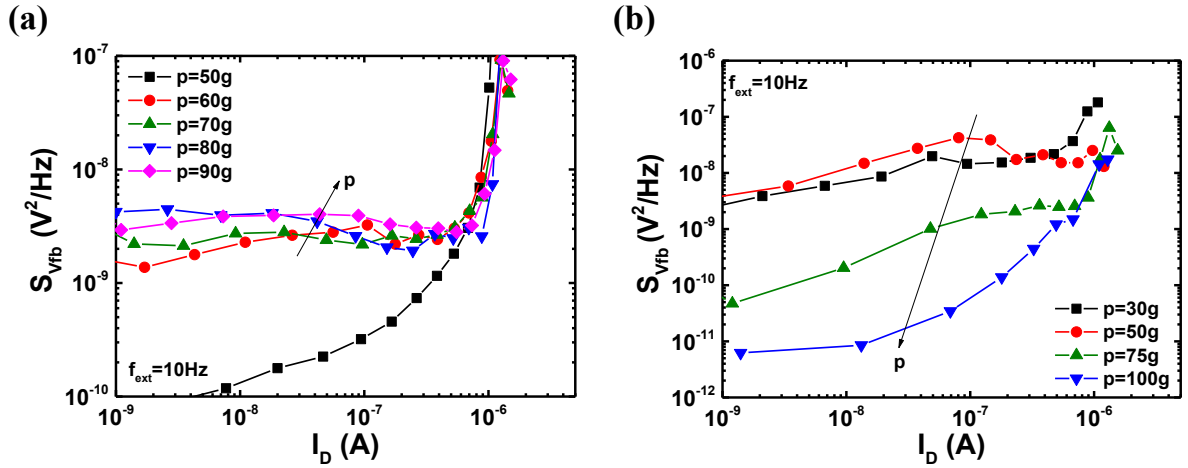 (a)
10⁻⁷
10⁻⁸
10⁻⁹
10⁻¹⁰
S_Vfb (V²/Hz)
p=50g
p=60g
p=70g
p=80g
p=90g
p
f_ext=10Hz
10⁻⁹ 10⁻⁸ 10⁻⁷ 10⁻⁶
I_D (A)
(b)
10⁻⁶
10⁻⁷
10⁻⁸
10⁻⁹
10⁻¹⁰
10⁻¹¹
10⁻¹²
S_Vfb (V²/Hz)
f_ext=10Hz
p
p=30g
p=50g
p=75g
p=100g
10⁻⁹ 10⁻⁸ 10⁻⁷ 10⁻⁶
I_D (A)